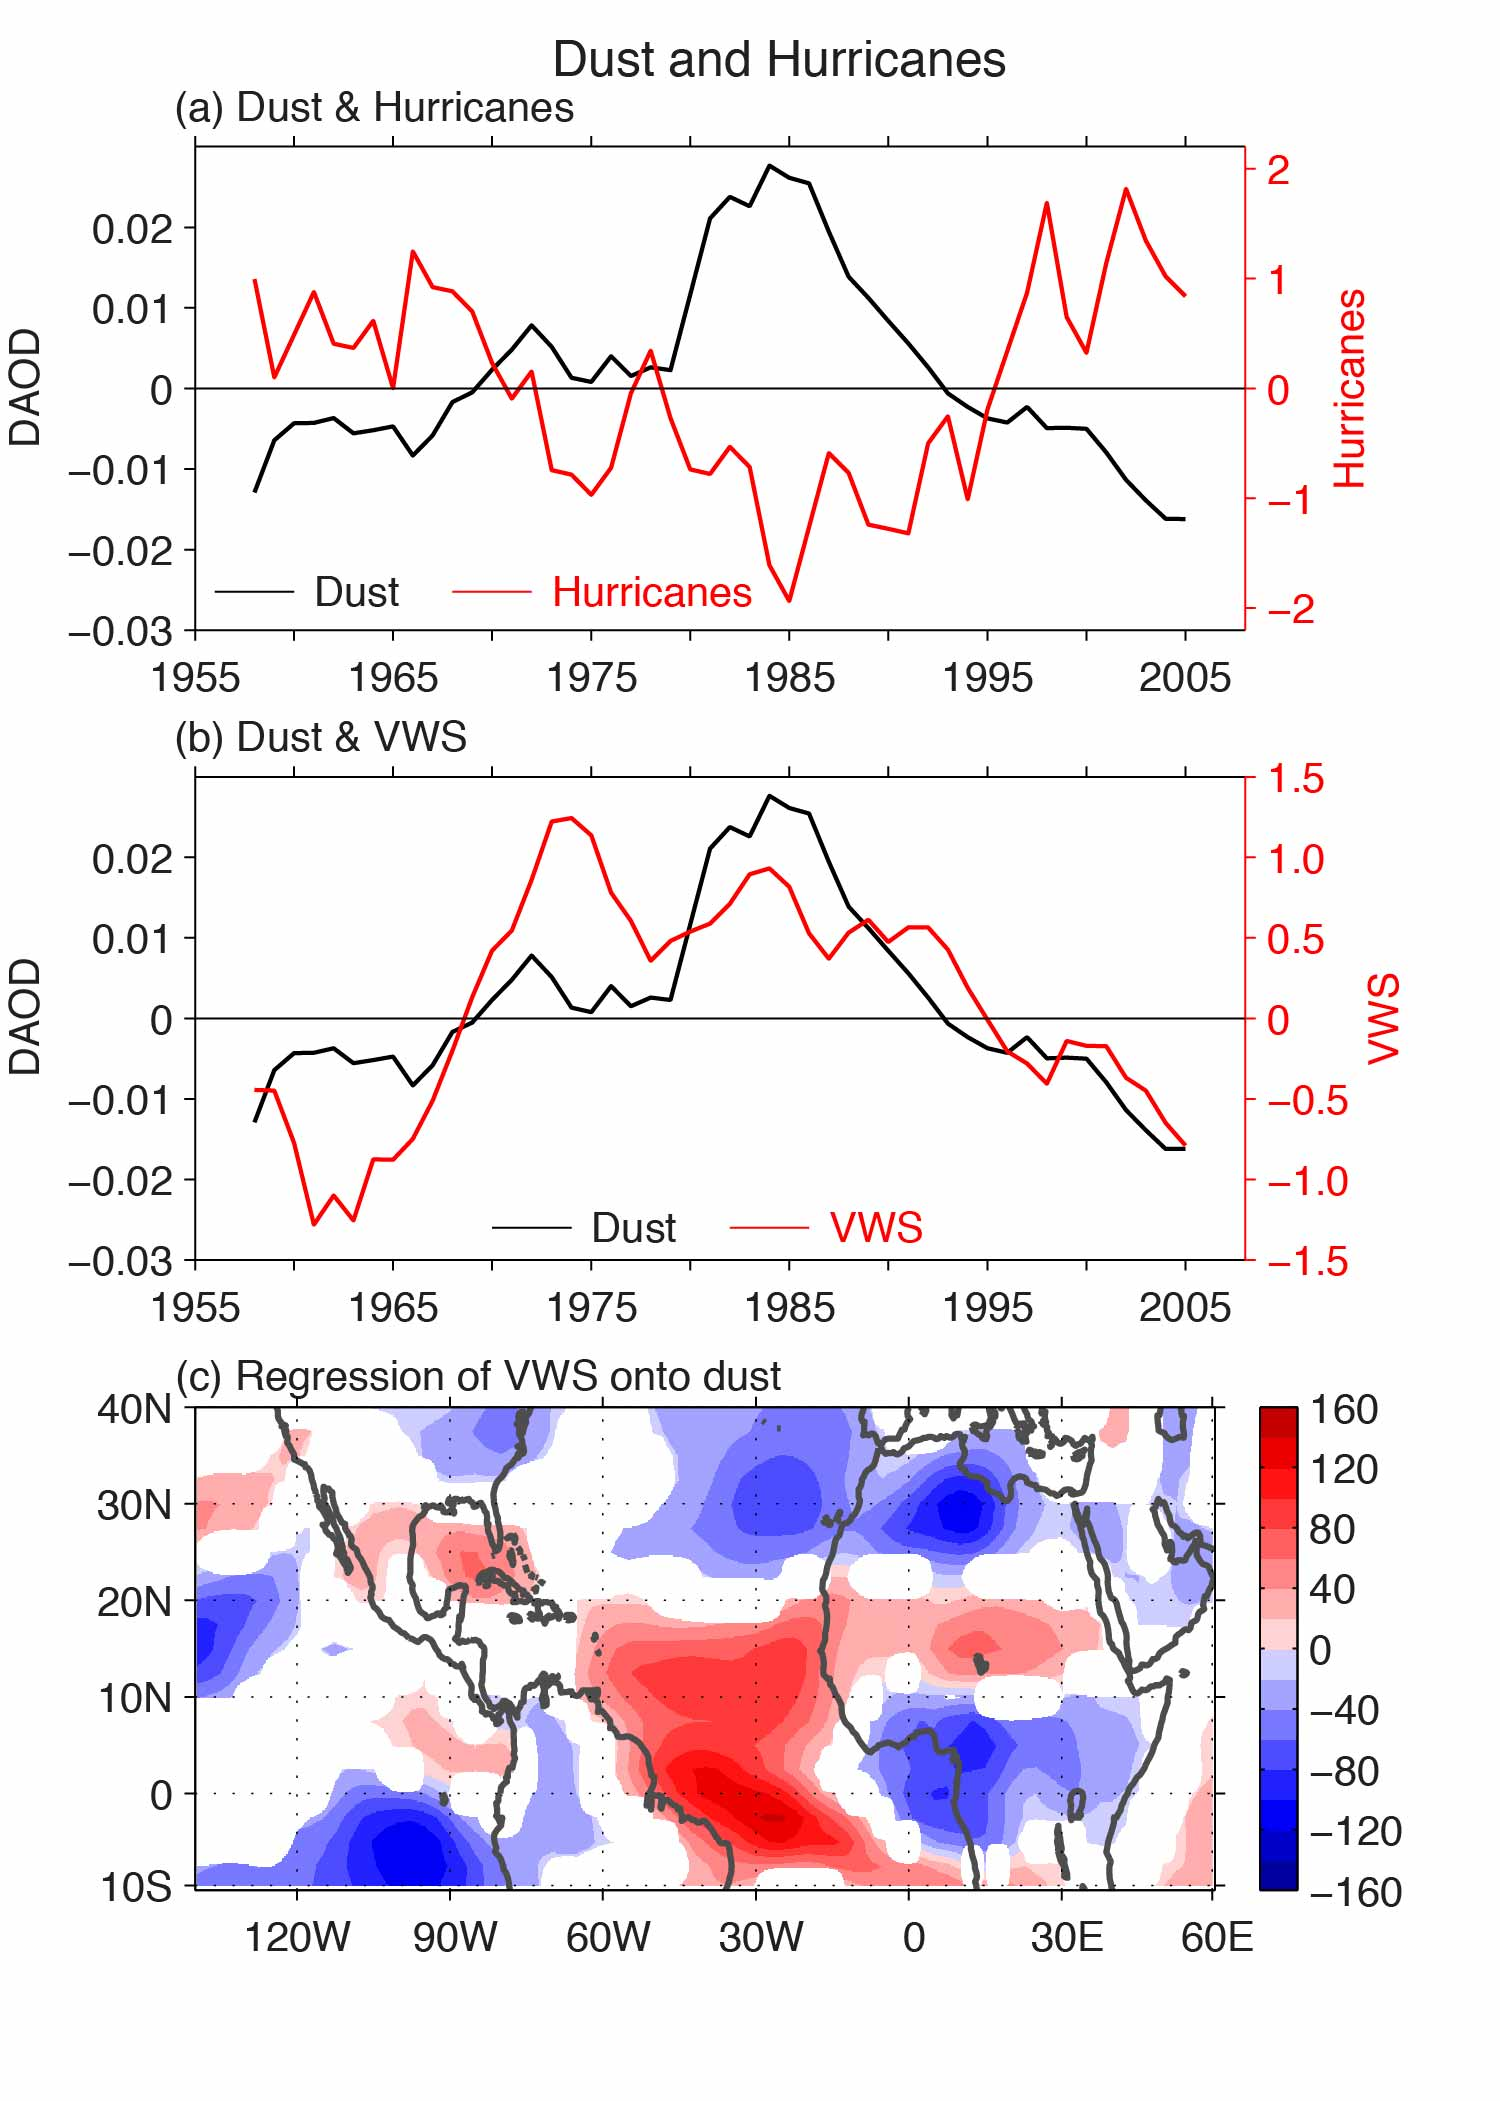 Dust and Hurricanes
(a) Dust & Hurricanes
0.02
0.01
0
−0.01
−0.02
−0.03
DAOD
2
1
0
−1
−2
Hurricanes
Dust Hurricanes
1955 1965 1975 1985 1995 2005
(b) Dust & VWS
0.02
0.01
0
−0.01
−0.02
−0.03
DAOD
1.5
1.0
0.5
0
−0.5
−1.0
−1.5
VWS
Dust VWS
1955 1965 1975 1985 1995 2005
(c) Regression of VWS onto dust
40N
30N
20N
10N
0
10S
120W 90W 60W 30W 0 30E 60E
160
120
80
40
0
−40
−80
−120
−160